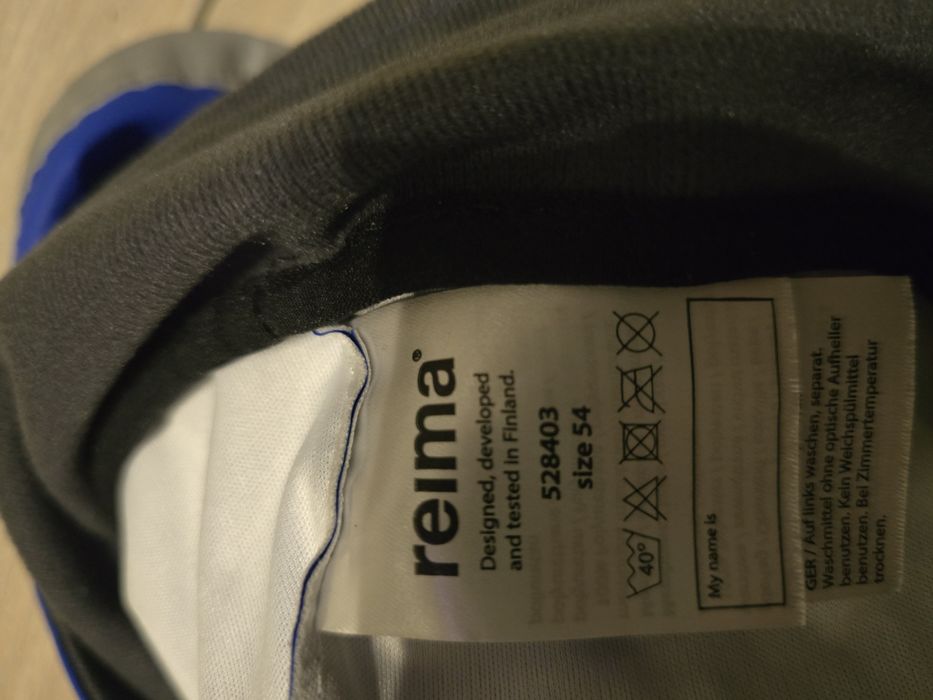 reima®
Designed, developed
and tested in Finland.
528403
size 54
40°
My name is
GER / Auf links waschen, separat.
Waschmittel ohne optische Aufheller
benutzen. Kein Weichspülmittel
benutzen. Bei Zimmertemperatur
trocknen.